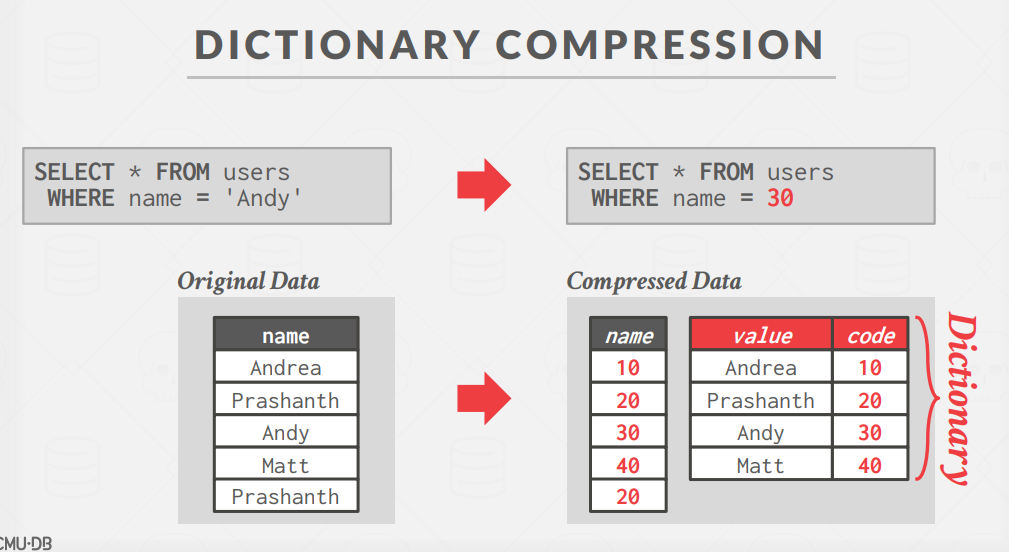 DICTIONARY COMPRESSION
SELECT * FROM users
WHERE name = 'Andy'
SELECT * FROM users
WHERE name = 30
Original Data
name
Andrea
Prashanth
Andy
Matt
Prashanth
Compressed Data
name
10
20
30
40
20
value code
Andrea 10
Prashanth 20
Andy 30
Matt 40
Dictionary
CMU·DB